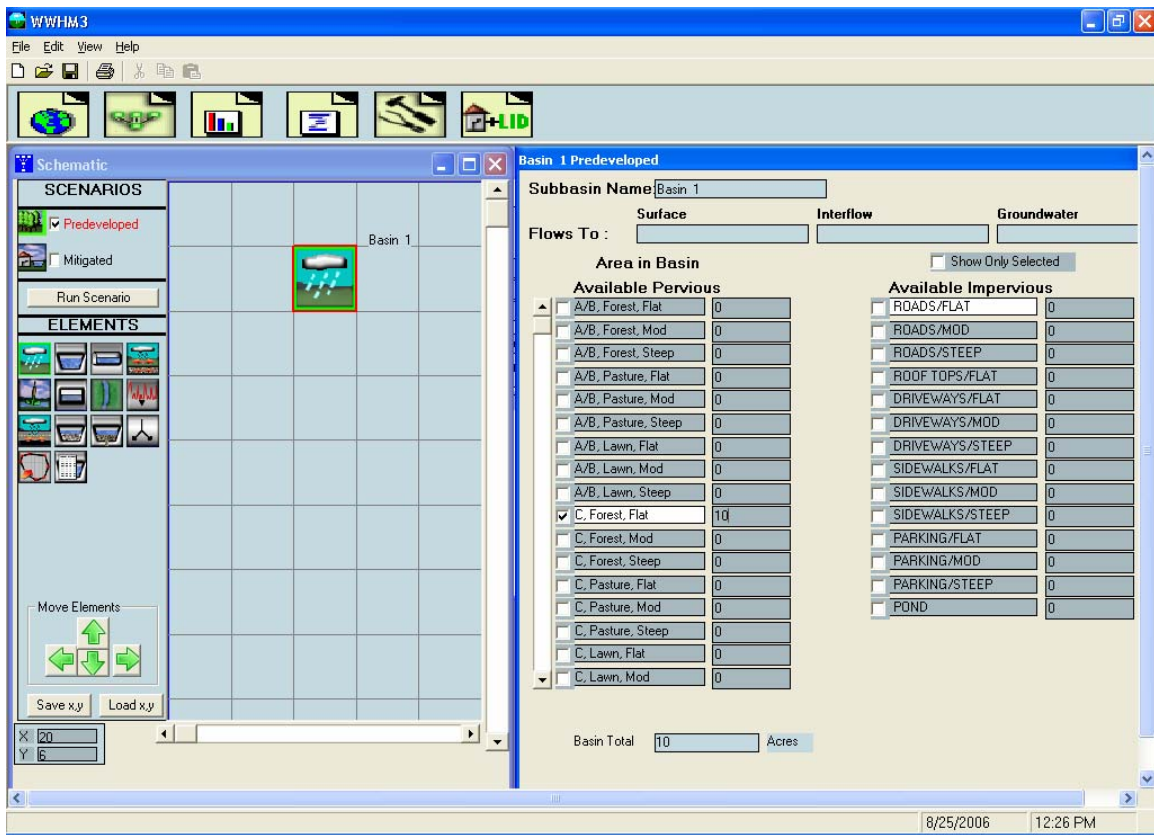 WWHM3
File Edit View Help
+LID
Schematic
SCENARIOS
Predeveloped
Mitigated
Run Scenario
ELEMENTS
Move Elements
Save x,y Load x,y
X 20
Y 6
Basin 1
Basin 1 Predeveloped
Subbasin Name: Basin 1
Surface Interflow Groundwater
Flows To :
Area in Basin
Show Only Selected
Available Pervious Available Impervious
A/B, Forest, Flat 0 ROADS/FLAT 0
A/B, Forest, Mod 0 ROADS/MOD 0
A/B, Forest, Steep 0 ROADS/STEEP 0
A/B, Pasture, Flat 0 ROOF TOPS/FLAT 0
A/B, Pasture, Mod 0 DRIVEWAYS/FLAT 0
A/B, Pasture, Steep 0 DRIVEWAYS/MOD 0
A/B, Lawn, Flat 0 DRIVEWAYS/STEEP 0
A/B, Lawn, Mod 0 SIDEWALKS/FLAT 0
A/B, Lawn, Steep 0 SIDEWALKS/MOD 0
C, Forest, Flat 10 SIDEWALKS/STEEP 0
C, Forest, Mod 0 PARKING/FLAT 0
C, Forest, Steep 0 PARKING/MOD 0
C, Pasture, Flat 0 PARKING/STEEP 0
C, Pasture, Mod 0 POND 0
C, Pasture, Steep 0
C, Lawn, Flat 0
C, Lawn, Mod 0
Basin Total 10 Acres
8/25/2006 12:26 PM